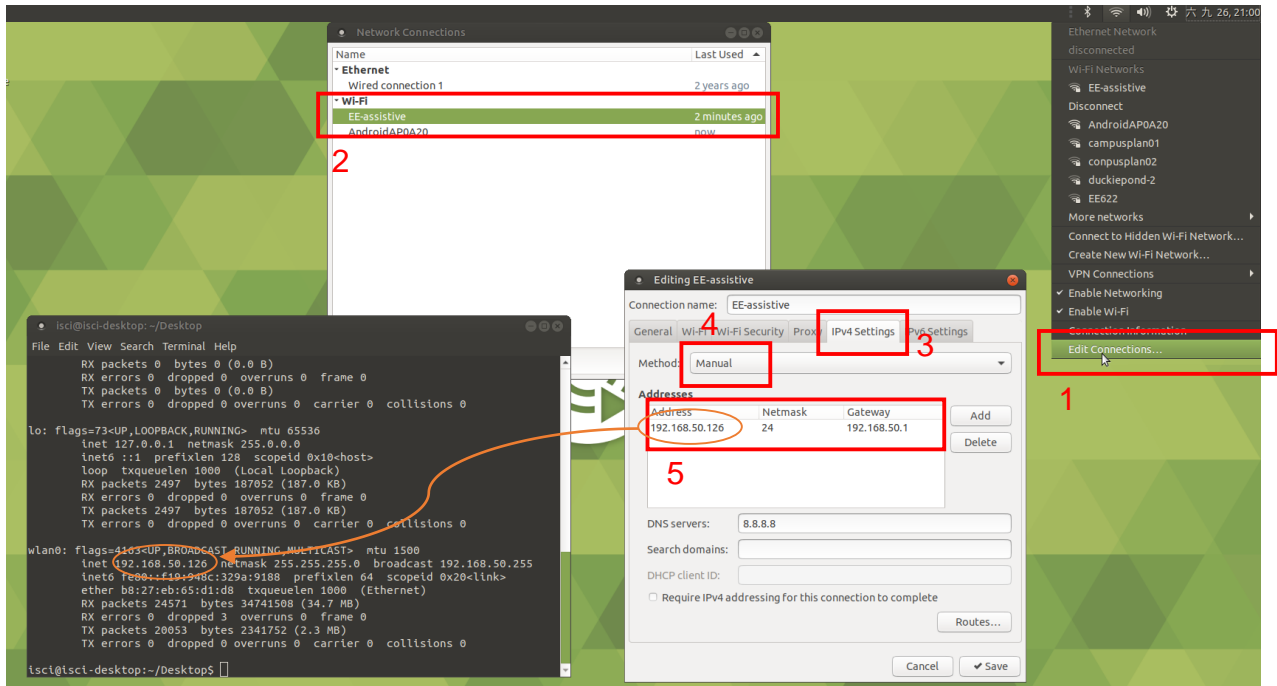 六 九 26, 21:00
Network Connections
Name Last Used
Ethernet
Wired connection 1 2 years ago
Wi-Fi
EE-assistive 2 minutes ago
AndroidAP0A20 now
2
Ethernet Network
disconnected
Wi-Fi Networks
EE-assistive
Disconnect
AndroidAP0A20
campusplan01
conpusplan02
duckiepond-2
EE622
More networks
Connect to Hidden Wi-Fi Network...
Create New Wi-Fi Network...
VPN Connections
Enable Networking
Enable Wi-Fi
Connection Information
Edit Connections...
1
Editing EE-assistive
Connection name: EE-assistive
General Wi-Fi Wi-Fi Security Proxy IPv4 Settings IPv6 Settings
4
3
Method: Manual
Addresses
Address Netmask Gateway
192.168.50.126 24 192.168.50.1
Add
Delete
5
DNS servers: 8.8.8.8
Search domains:
DHCP client ID:
Require IPv4 addressing for this connection to complete
Routes...
Cancel Save
isci@isci-desktop: ~/Desktop
File Edit View Search Terminal Help
RX packets 0 bytes 0 (0.0 B)
RX errors 0 dropped 0 overruns 0 frame 0
TX packets 0 bytes 0 (0.0 B)
TX errors 0 dropped 0 overruns 0 carrier 0 collisions 0
lo: flags=73<UP,LOOPBACK,RUNNING> mtu 65536
inet 127.0.0.1 netmask 255.0.0.0
inet6 ::1 prefixlen 128 scopeid 0x10<host>
loop txqueuelen 1000 (Local Loopback)
RX packets 2497 bytes 187052 (187.0 KB)
RX errors 0 dropped 0 overruns 0 frame 0
TX packets 2497 bytes 187052 (187.0 KB)
TX errors 0 dropped 0 overruns 0 carrier 0 collisions 0
wlan0: flags=4163<UP,BROADCAST,RUNNING,MULTICAST> mtu 1500
inet 192.168.50.126 netmask 255.255.255.0 broadcast 192.168.50.255
inet6 fe80::f19:948c:329a:9188 prefixlen 64 scopeid 0x20<link>
ether b8:27:eb:65:d1:d8 txqueuelen 1000 (Ethernet)
RX packets 24571 bytes 34741508 (34.7 MB)
RX errors 0 dropped 3 overruns 0 frame 0
TX packets 20053 bytes 2341752 (2.3 MB)
TX errors 0 dropped 0 overruns 0 carrier 0 collisions 0
isci@isci-desktop:~/Desktop$